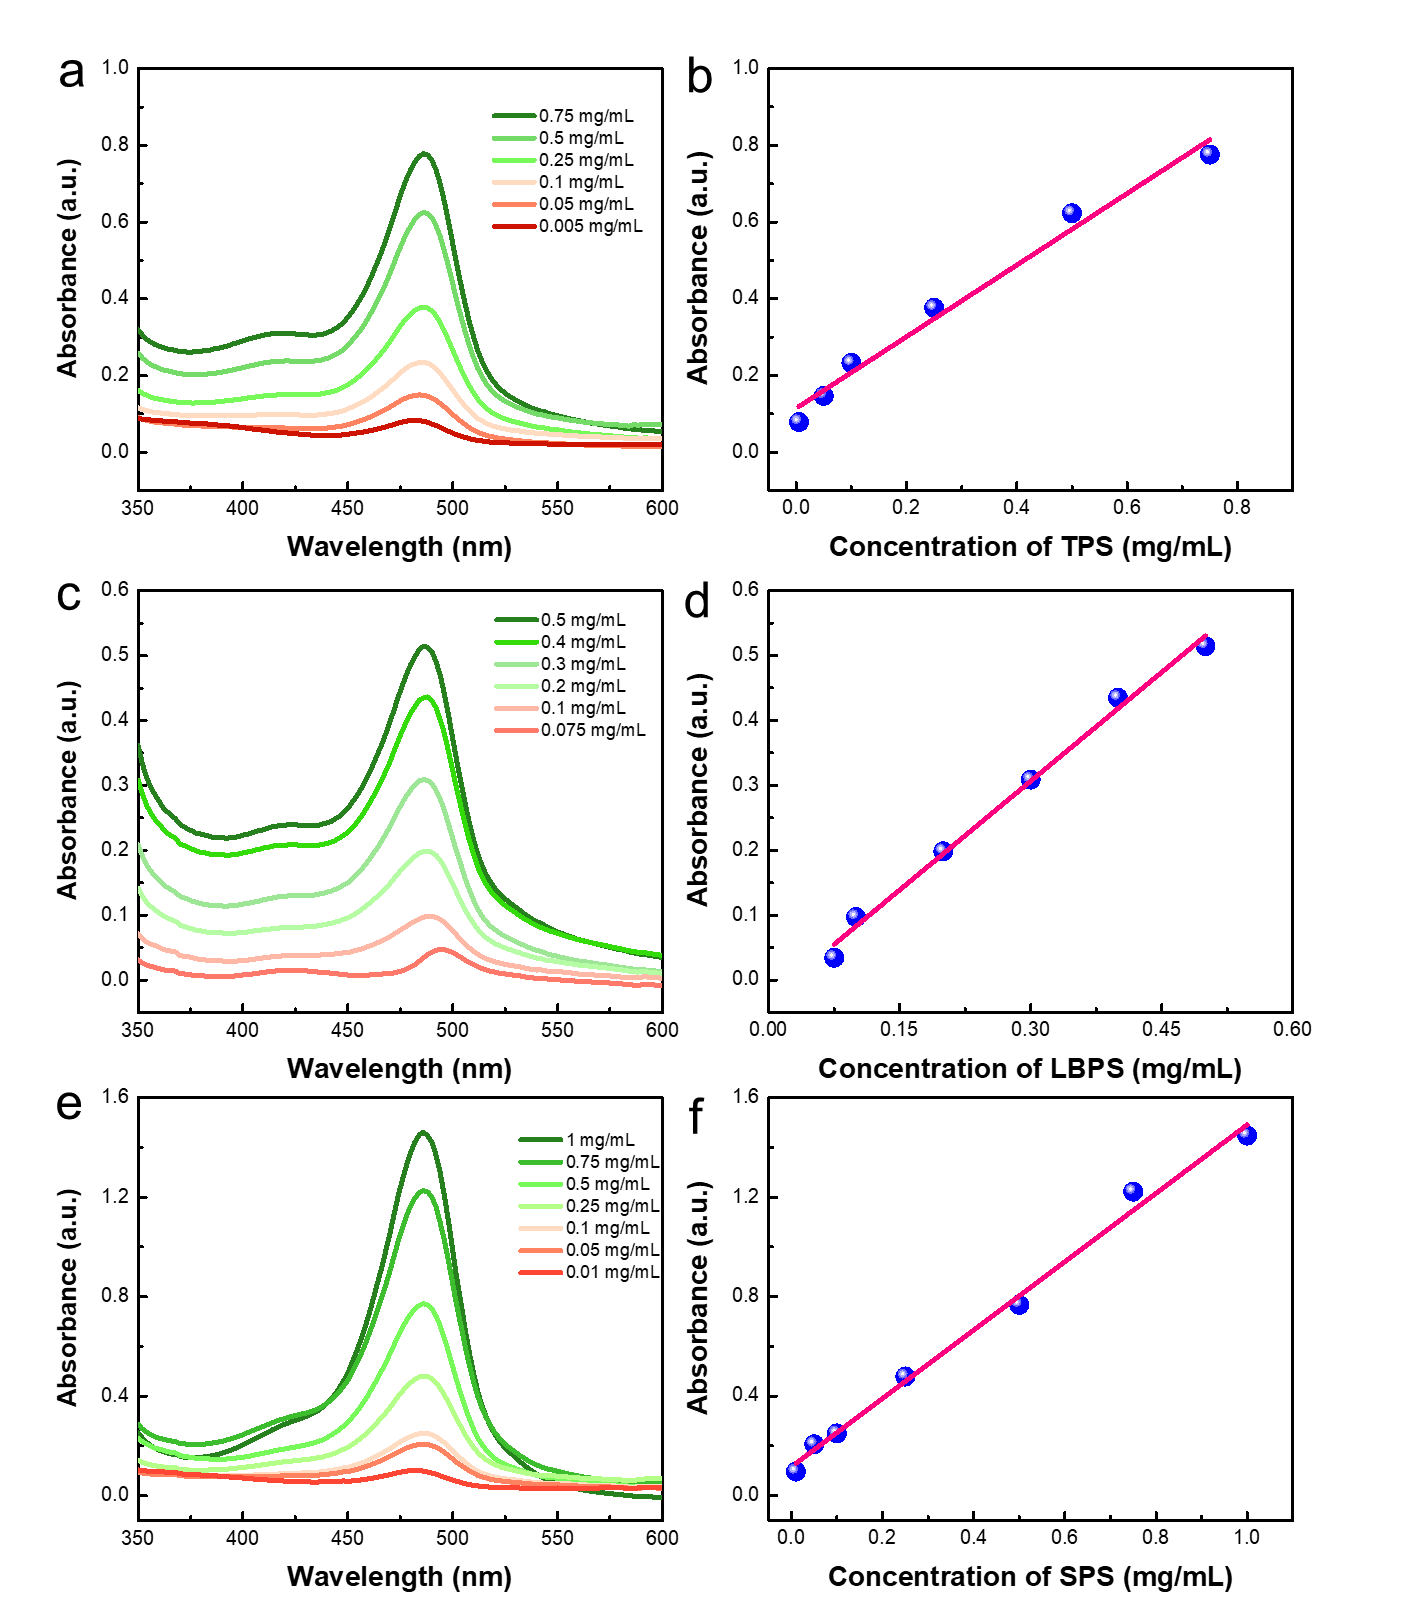 a
1.0
0.8
0.6
0.4
0.2
0.0
Absorbance (a.u.)
0.75 mg/mL
0.5 mg/mL
0.25 mg/mL
0.1 mg/mL
0.05 mg/mL
0.005 mg/mL
350 400 450 500 550 600
Wavelength (nm)
b
1.0
0.8
0.6
0.4
0.2
0.0
Absorbance (a.u.)
0.0 0.2 0.4 0.6 0.8
Concentration of TPS (mg/mL)
c
0.6
0.5
0.4
0.3
0.2
0.1
0.0
Absorbance (a.u.)
0.5 mg/mL
0.4 mg/mL
0.3 mg/mL
0.2 mg/mL
0.1 mg/mL
0.075 mg/mL
350 400 450 500 550 600
Wavelength (nm)
d
0.6
0.5
0.4
0.3
0.2
0.1
0.0
Absorbance (a.u.)
0.00 0.15 0.30 0.45 0.60
Concentration of LBPS (mg/mL)
e
1.6
1.2
0.8
0.4
0.0
Absorbance (a.u.)
1 mg/mL
0.75 mg/mL
0.5 mg/mL
0.25 mg/mL
0.1 mg/mL
0.05 mg/mL
0.01 mg/mL
350 400 450 500 550 600
Wavelength (nm)
f
1.6
1.2
0.8
0.4
0.0
Absorbance (a.u.)
0.0 0.2 0.4 0.6 0.8 1.0
Concentration of SPS (mg/mL)